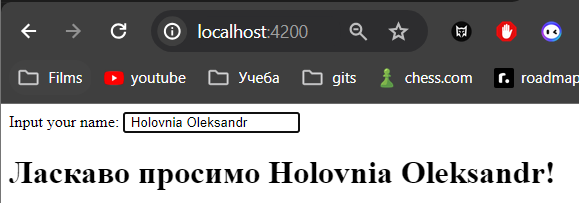 localhost:4200
Films youtube Учеба gits chess.com roadmap
Input your name: Holovnia Oleksandr
Ласкаво просимо Holovnia Oleksandr!